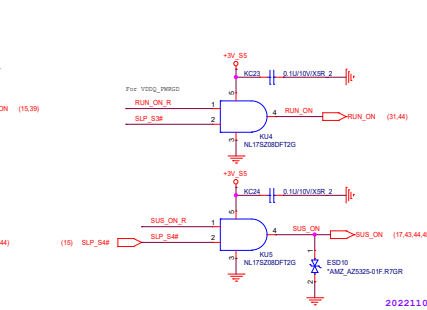 +3V_S5
KC23 0.1U/10V/X5R_2
For VDDQ_PWRGD
5
RUN_ON_R 1
4 RUN_ON
ON (15,39)
RUN_ON (31,44)
SLP_S3# 2
3
KU4
NL17SZ08DFT2G
+3V_S5
KC24 0.1U/10V/X5R_2
5
SUS_ON_R 1
4 SUS_ON
SUS_ON (17,43,44,4
44) (15) SLP_S4# SLP_S4# 2
3
KU5
NL17SZ08DFT2G
1
ESD10
*AMZ_AZ5325-01F.R7GR
2
2022110